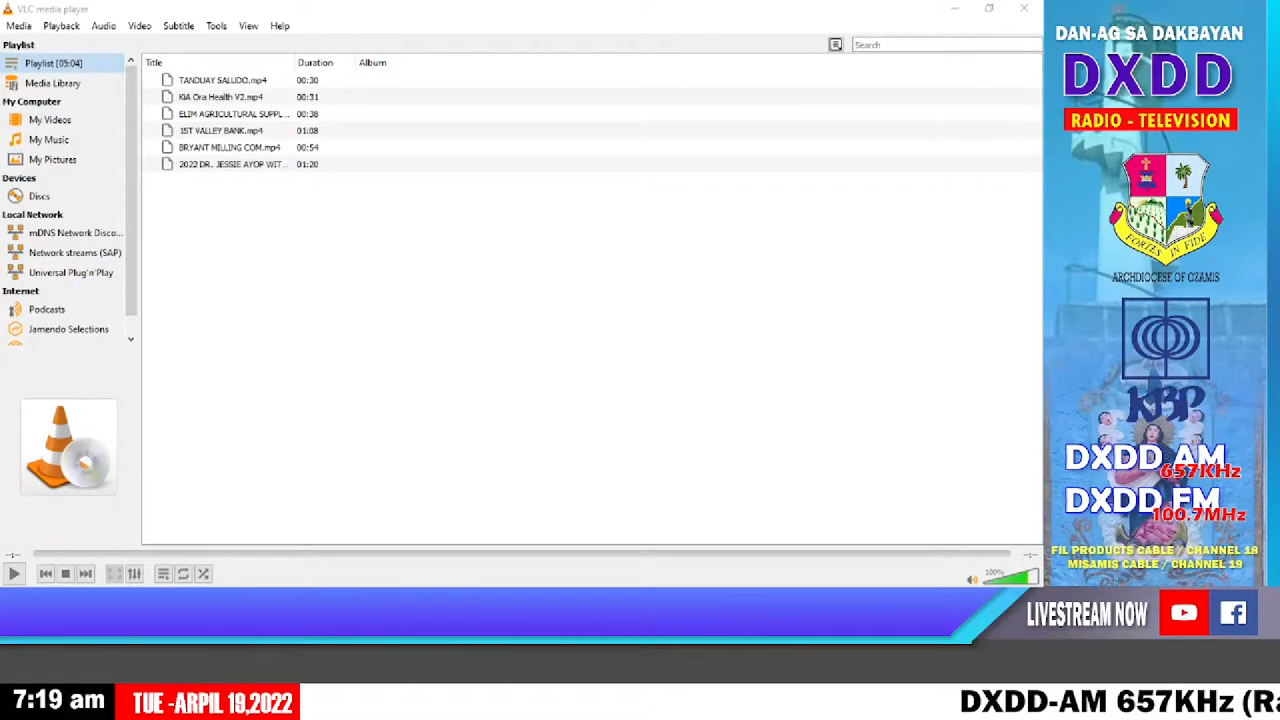 VLC media player
Media Playback Audio Video Subtitle Tools View Help
Playlist
Playlist [05:04]
Media Library
My Computer
My Videos
My Music
My Pictures
Devices
Discs
Local Network
mDNS Network Disco...
Network streams (SAP)
Universal Plug'n'Play
Internet
Podcasts
Jamendo Selections
Search
Title Duration Album
TANDUAY SALUDO.mp4 00:30
KiA Ora Health V2.mp4 00:31
ELIM AGRICULTURAL SUPPL... 00:38
1ST VALLEY BANK.mp4 01:08
BRYANT MILLING COM.mp4 00:54
2022 DR. JESSIE AYOP WIT... 01:20
100%
DAN-AG SA DAKBAYAN
DXDD
RADIO - TELEVISION
FORTES IN FIDE
ARCHDIOCESE OF OZAMIS
KBP
DXDD AM
657KHz
DXDD FM
100.7MHz
FIL PRODUCTS CABLE / CHANNEL 18
MISAMIS CABLE / CHANNEL 19
LIVESTREAM NOW
7:19 am
TUE -ARPIL 19,2022
DXDD-AM 657KHz (Ra